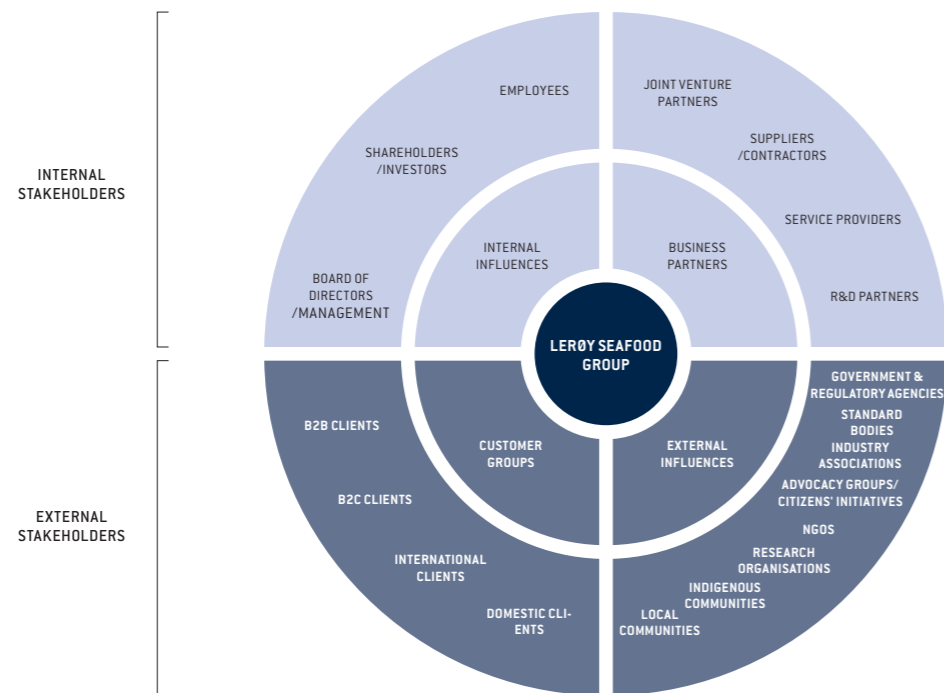 INTERNAL
STAKEHOLDERS
EMPLOYEES
SHAREHOLDERS
/INVESTORS
BOARD OF
DIRECTORS
/MANAGEMENT
INTERNAL
INFLUENCES
JOINT VENTURE
PARTNERS
SUPPLIERS
/CONTRACTORS
SERVICE PROVIDERS
R&D PARTNERS
BUSINESS
PARTNERS
LERØY SEAFOOD
GROUP
EXTERNAL
STAKEHOLDERS
B2B CLIENTS
B2C CLIENTS
INTERNATIONAL
CLIENTS
DOMESTIC CLI-
ENTS
CUSTOMER
GROUPS
EXTERNAL
INFLUENCES
GOVERNMENT &
REGULATORY AGENCIES
STANDARD
BODIES
INDUSTRY
ASSOCIATIONS
ADVOCACY GROUPS/
CITIZENS' INITIATIVES
NGOS
RESEARCH
ORGANISATIONS
INDIGENOUS
COMMUNITIES
LOCAL
COMMUNITIES